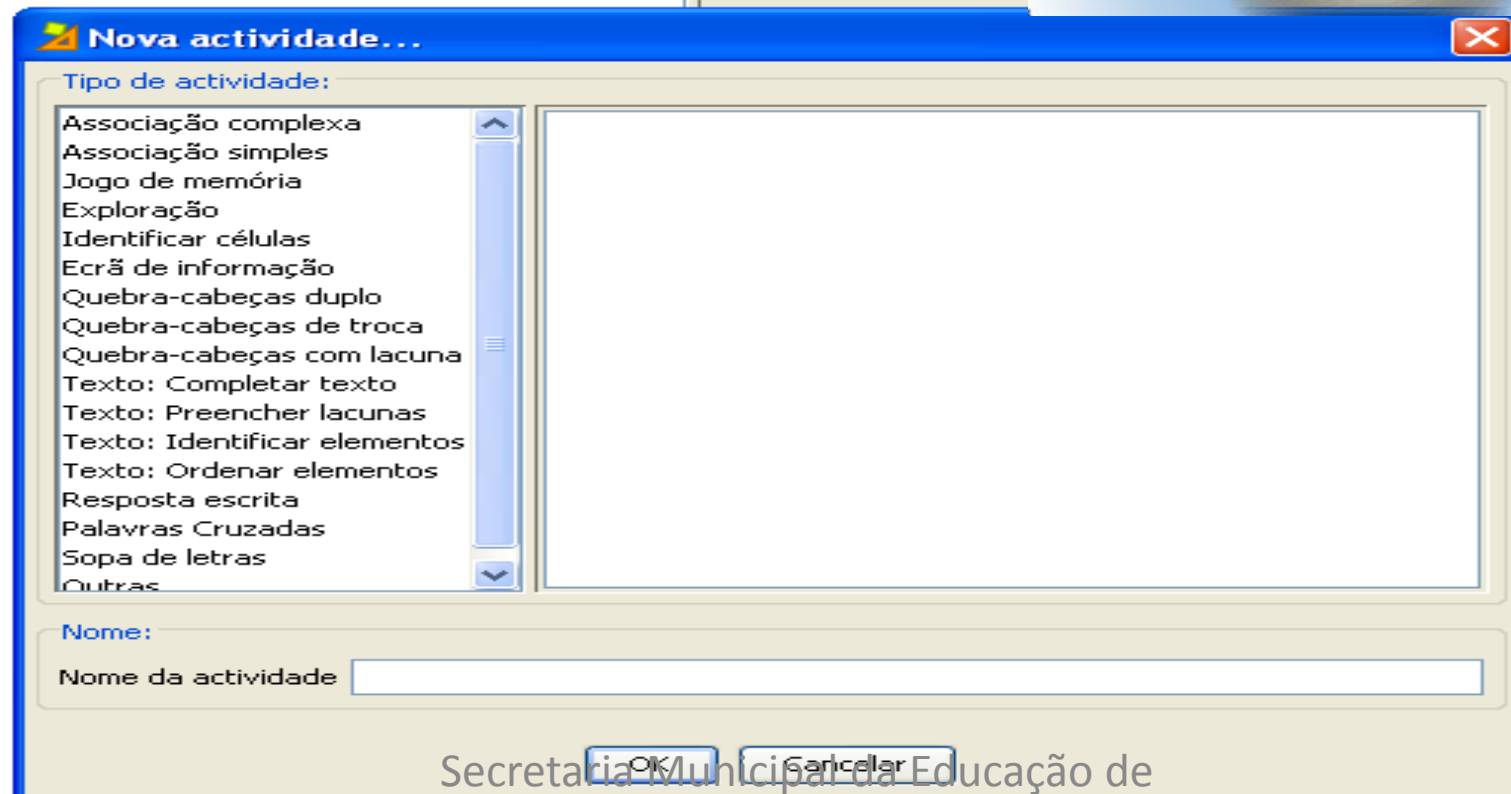 Nova actividade...
Tipo de actividade:
Associação complexa
Associação simples
Jogo de memória
Exploração
Identificar células
Ecrã de informação
Quebra-cabeças duplo
Quebra-cabeças de troca
Quebra-cabeças com lacuna
Texto: Completar texto
Texto: Preencher lacunas
Texto: Identificar elementos
Texto: Ordenar elementos
Resposta escrita
Palavras Cruzadas
Sopa de letras
Outras
Nome:
Nome da actividade
OK Cancelar
Secretaria Municipal da Educação de